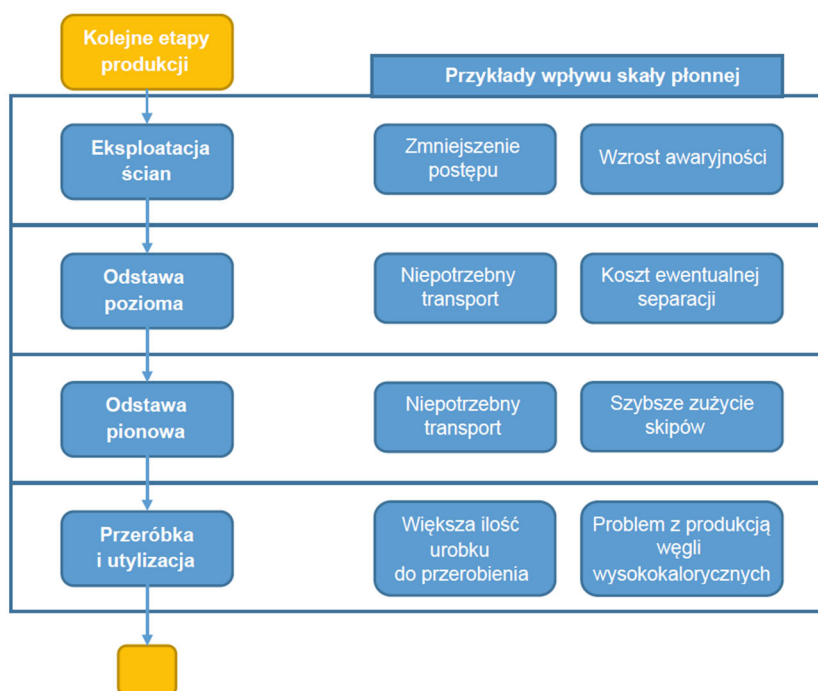 Kolejne etapy
produkcji
Przykłady wpływu skały płonnej
Eksploatacja
ścian
Zmniejszenie
postępu
Wzrost awaryjności
Odstawa
pozioma
Niepotrzebny
transport
Koszt ewentualnej
separacji
Odstawa
pionowa
Niepotrzebny
transport
Szybsze zużycie
skipów
Przeróbka
i utylizacja
Większa ilość
urobku
do przerobienia
Problem z produkcją
węgli
wysokokalorycznych